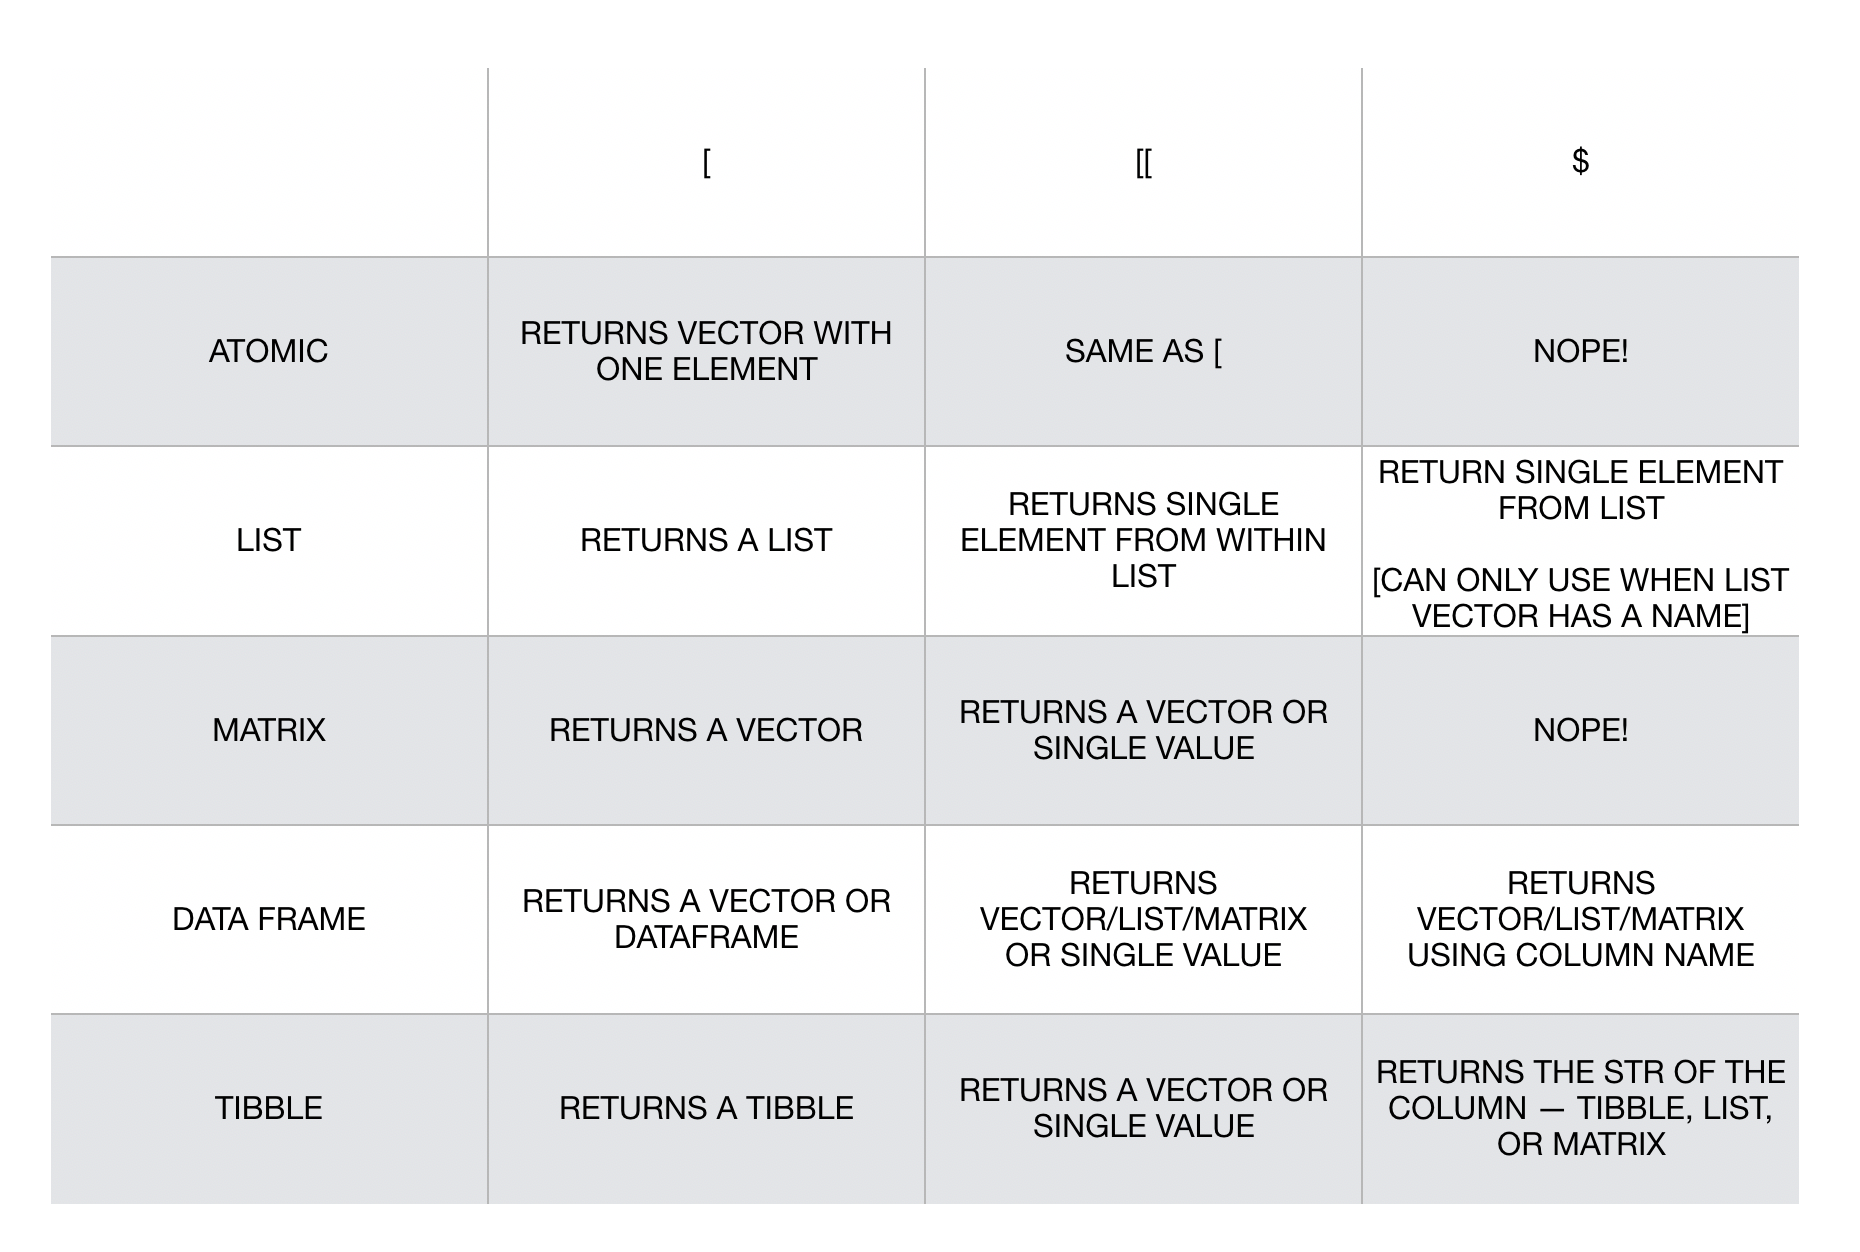 [
[[
$
ATOMIC
RETURNS VECTOR WITH
ONE ELEMENT
SAME AS [
NOPE!
LIST
RETURNS A LIST
RETURNS SINGLE
ELEMENT FROM WITHIN
LIST
RETURN SINGLE ELEMENT
FROM LIST
[CAN ONLY USE WHEN LIST
VECTOR HAS A NAME]
MATRIX
RETURNS A VECTOR
RETURNS A VECTOR OR
SINGLE VALUE
NOPE!
DATA FRAME
RETURNS A VECTOR OR
DATAFRAME
RETURNS
VECTOR/LIST/MATRIX
OR SINGLE VALUE
RETURNS
VECTOR/LIST/MATRIX
USING COLUMN NAME
TIBBLE
RETURNS A TIBBLE
RETURNS A VECTOR OR
SINGLE VALUE
RETURNS THE STR OF THE
COLUMN — TIBBLE, LIST,
OR MATRIX